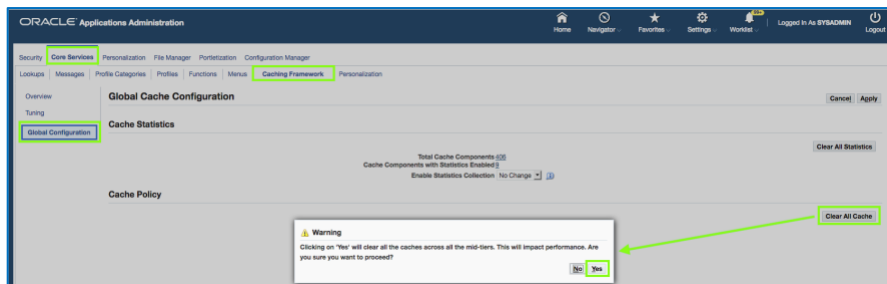 ORACLE Applications Administration
Home Navigator Favorites Settings Worklist Logged In As SYSADMIN Logout
Security Core Services Personalization File Manager Portletization Configuration Manager
Lookups Messages Profile Categories Profiles Functions Menus Caching Framework Personalization
Overview
Tuning
Global Configuration
Global Cache Configuration
Cancel Apply
Cache Statistics
Clear All Statistics
Total Cache Components 406
Cache Components with Statistics Enabled 9
Enable Statistics Collection No Change
Cache Policy
Clear All Cache
Warning
Clicking on 'Yes' will clear all the caches across all the mid-tiers. This will impact performance. Are
you sure you want to proceed?
No Yes